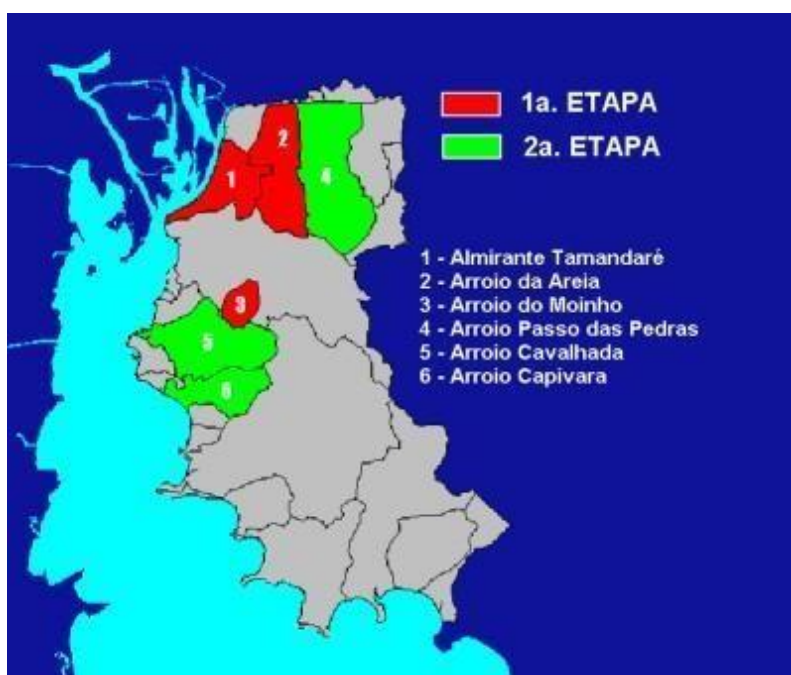 1a. ETAPA
2a. ETAPA
2
1
4
3
5
6
1 - Almirante Tamandaré
2 - Arroio da Areia
3 - Arroio do Moinho
4 - Arroio Passo das Pedras
5 - Arroio Cavalhada
6 - Arroio Capivara